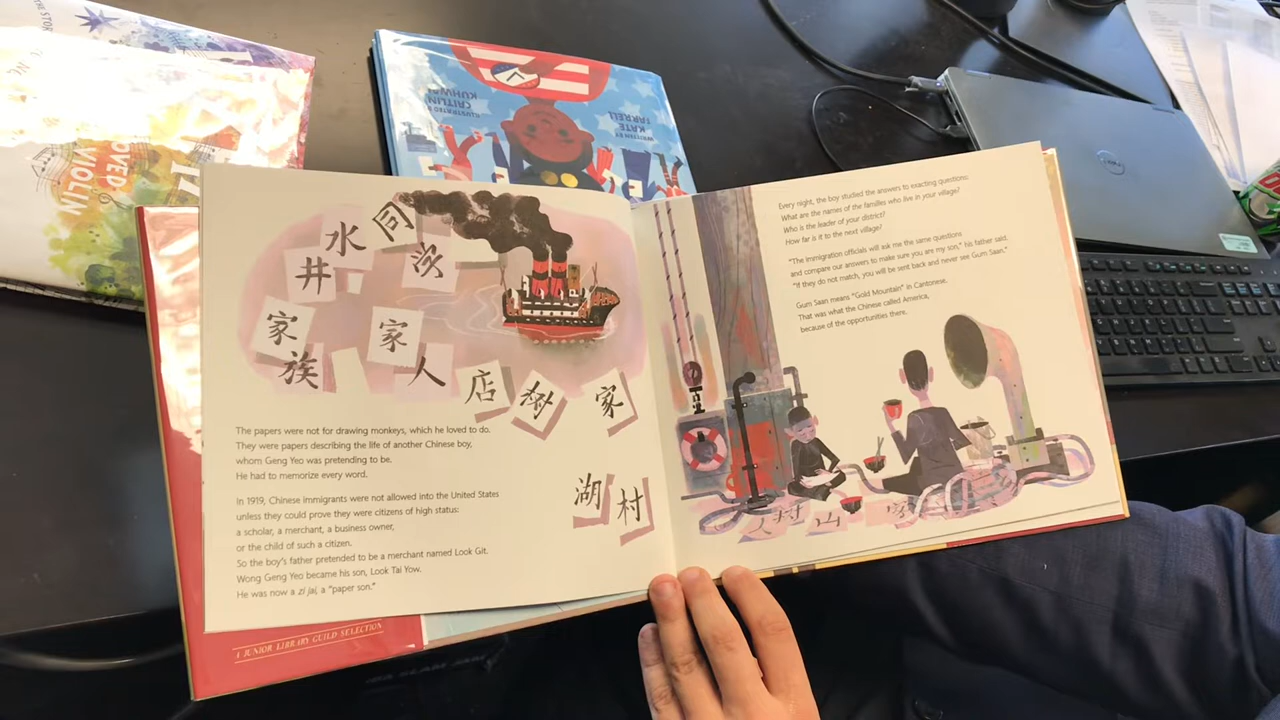 THE STOR
OVED
VIOLIN
ILLUSTRATED B
CAITLIN
KUHWA
WRITTEN BY
KATE
FARRELL
同
水
井
家
族
家
人
店
家
湖
村
The papers were not for drawing monkeys, which he loved to do.
They were papers describing the life of another Chinese boy,
whom Geng Yeo was pretending to be.
He had to memorize every word.
In 1919, Chinese immigrants were not allowed into the United States
unless they could prove they were citizens of high status:
a scholar, a merchant, a business owner,
or the child of such a citizen.
So the boy's father pretended to be a merchant named Look Git.
Wong Geng Yeo became his son, Look Tai Yow.
He was now a zi jai, a "paper son."
Every night, the boy studied the answers to exacting questions:
What are the names of the families who live in your village?
Who is the leader of your district?
How far is it to the next village?
"The immigration officials will ask me the same questions
and compare our answers to make sure you are my son," his father said.
"If they do not match, you will be sent back and never see Gum Saan."
Gum Saan means "Gold Mountain" in Cantonese.
That was what the Chinese called America,
because of the opportunities there.
人 村 山 家
A JUNIOR LIBRARY GUILD SELECTION
DELL